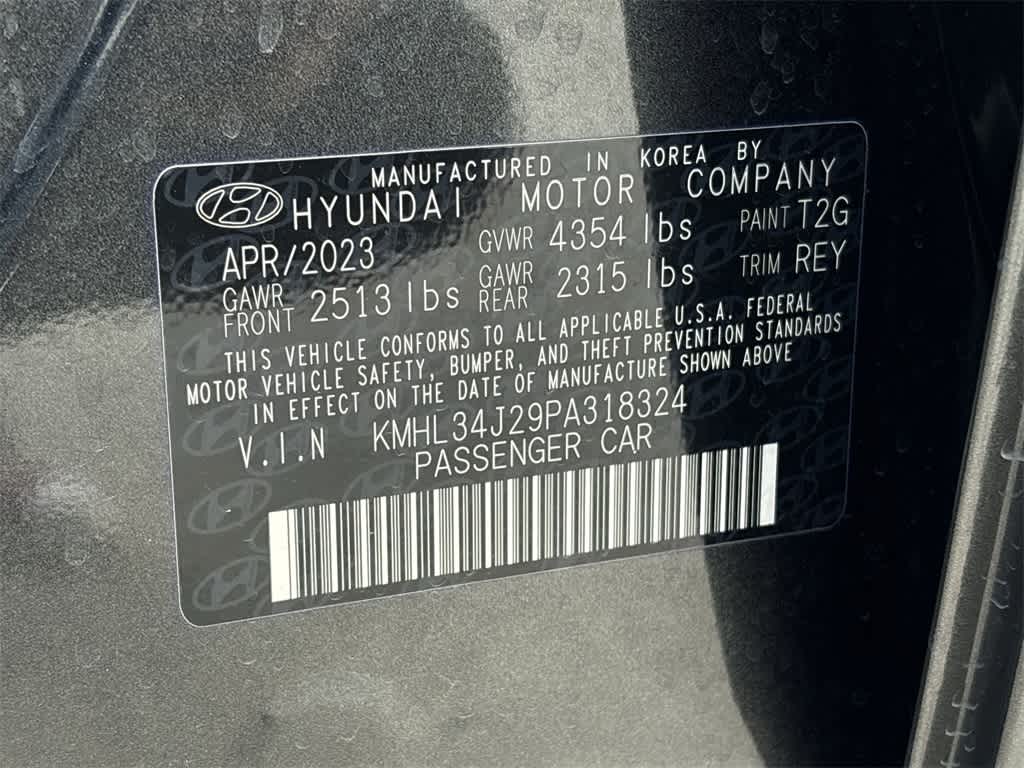 MANUFACTURED IN KOREA BY
HYUNDAI MOTOR COMPANY
APR/2023 GVWR 4354 lbs PAINT T2G
GAWR FRONT 2513 lbs GAWR REAR 2315 lbs TRIM REY
THIS VEHICLE CONFORMS TO ALL APPLICABLE U.S.A. FEDERAL
MOTOR VEHICLE SAFETY, BUMPER, AND THEFT PREVENTION STANDARDS
IN EFFECT ON THE DATE OF MANUFACTURE SHOWN ABOVE
V.I.N KMHL34J29PA318324
PASSENGER CAR